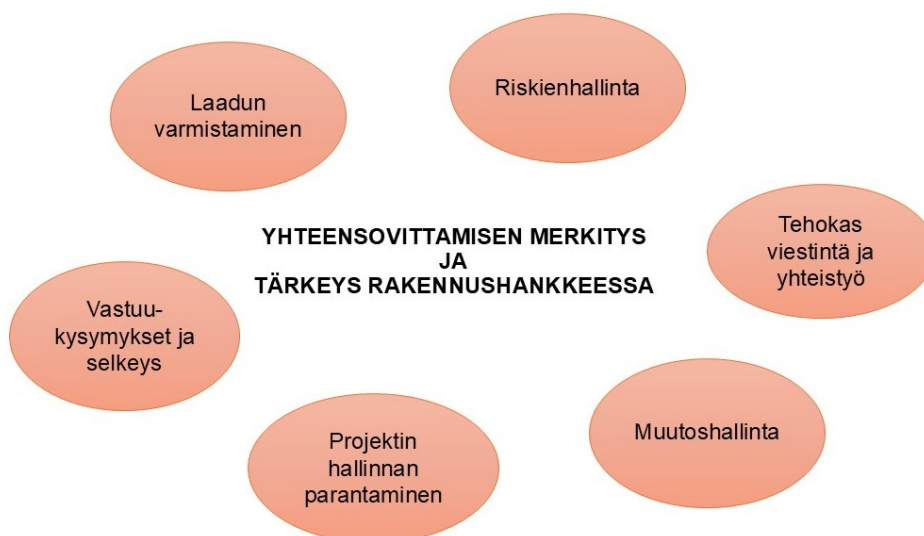 Laadun
varmistaminen
Riskienhallinta
YHTEENSOVITTAMISEN MERKITYS
JA
TÄRKEYS RAKENNUSHANKKEESSA
Tehokas
viestintä ja
yhteistyö
Vastuu-
kysymykset ja
selkeys
Projektin
hallinnan
parantaminen
Muutoshallinta